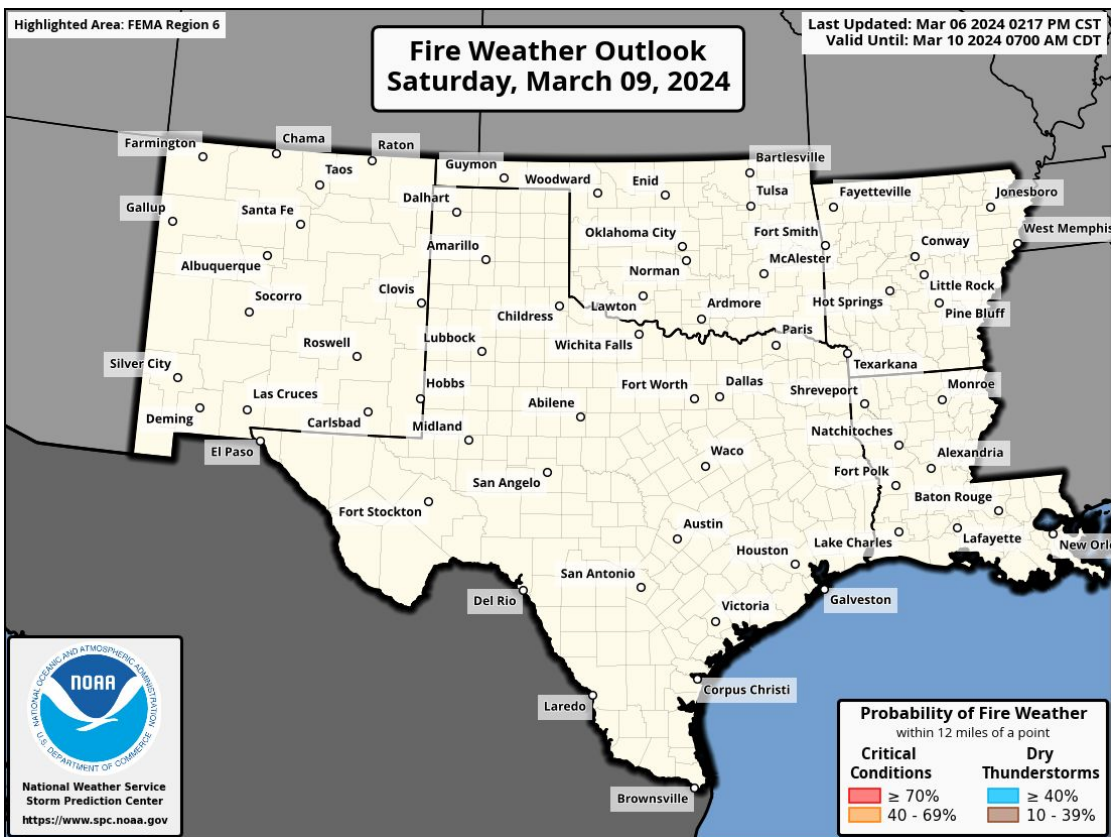 Highlighted Area: FEMA Region 6
Last Updated: Mar 06 2024 0217 PM CST
Valid Until: Mar 10 2024 0700 AM CDT
Fire Weather Outlook
Saturday, March 09, 2024
Farmington
Chama
Raton
Taos
Guymon
Woodward
Enid
Bartlesville
Tulsa
Fayetteville
Jonesboro
Gallup
Santa Fe
Dalhart
Oklahoma City
Fort Smith
West Memphis
Albuquerque
Amarillo
Norman
McAlester
Conway
Socorro
Clovis
Childress
Lawton
Ardmore
Hot Springs
Little Rock
Pine Bluff
Roswell
Lubbock
Wichita Falls
Paris
Texarkana
Silver City
Las Cruces
Hobbs
Fort Worth
Dallas
Shreveport
Monroe
Deming
Carlsbad
Midland
Abilene
Natchitoches
El Paso
San Angelo
Waco
Fort Polk
Alexandria
Fort Stockton
Austin
Baton Rouge
Houston
Lake Charles
Lafayette
New Orl
San Antonio
Del Rio
Victoria
Galveston
Laredo
Corpus Christi
Brownsville
NATIONAL OCEANIC AND ATMOSPHERIC ADMINISTRATION
NOAA
U.S. DEPARTMENT OF COMMERCE
National Weather Service
Storm Prediction Center
https://www.spc.noaa.gov
Probability of Fire Weather
within 12 miles of a point
Critical Conditions
≥ 70%
40 - 69%
Dry Thunderstorms
≥ 40%
10 - 39%